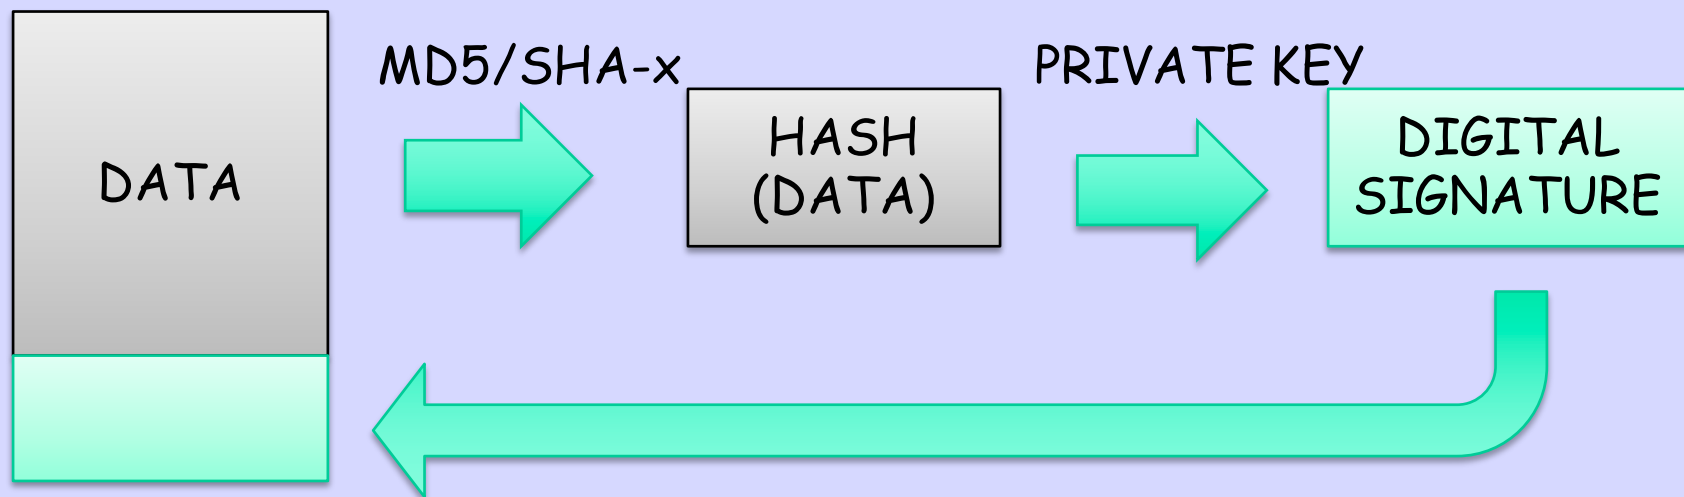 DATA
MD5/SHA-x
HASH
(DATA)
PRIVATE KEY
DIGITAL
SIGNATURE